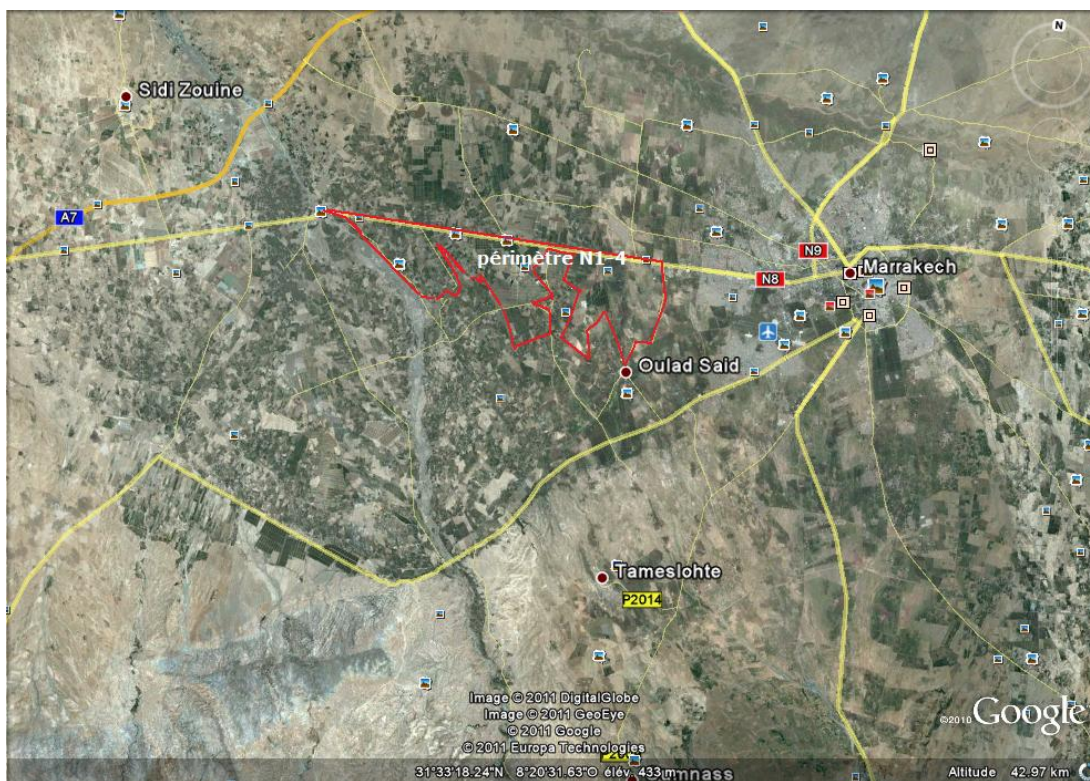 N
Sidi Zouine
A7
périmètre N1-4
N9
N8
Marrakech
Oulad Said
Tameslohte
P2014
Image © 2011 DigitalGlobe
Image © 2011 GeoEye
© 2011 Google
© 2011 Europa Technologies
©2010 Google
31°33'18.24"N 8°20'31.63"O élév. 433 m
Altitude 42.97 km